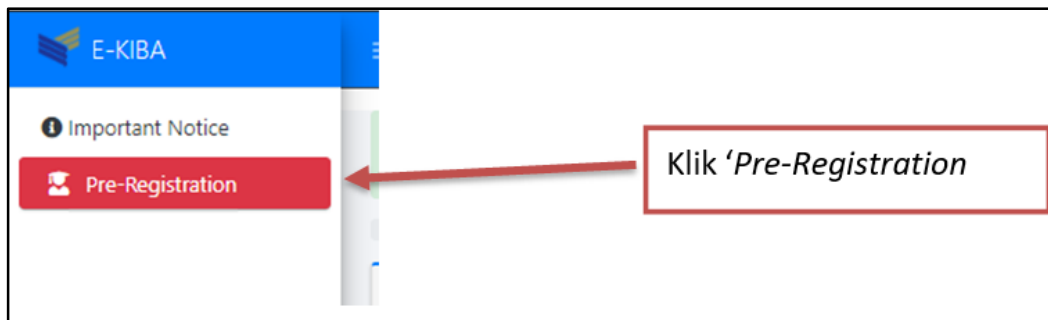 E-KIBA
Important Notice
Pre-Registration
Klik ‘Pre-Registration